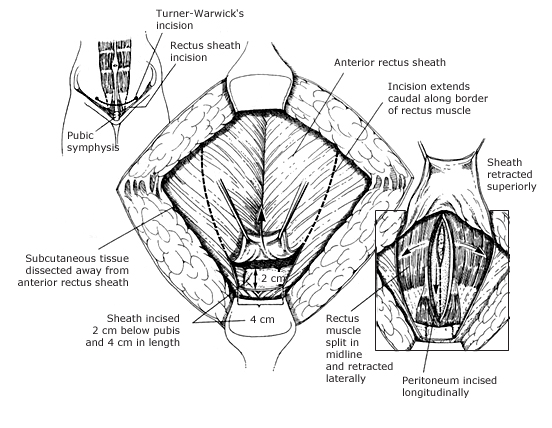 Turner-Warwick's
incision
Rectus sheath
incision
Anterior rectus sheath
Incision extends
caudal along border
of rectus muscle
Pubic
symphysis
Sheath
retracted
superiorly
Subcutaneous tissue
dissected away from
anterior rectus sheath
2 cm
Sheath incised
2 cm below pubis
and 4 cm in length
4 cm
Rectus
muscle
split in
midline
and retracted
laterally
Peritoneum incised
longitudinally